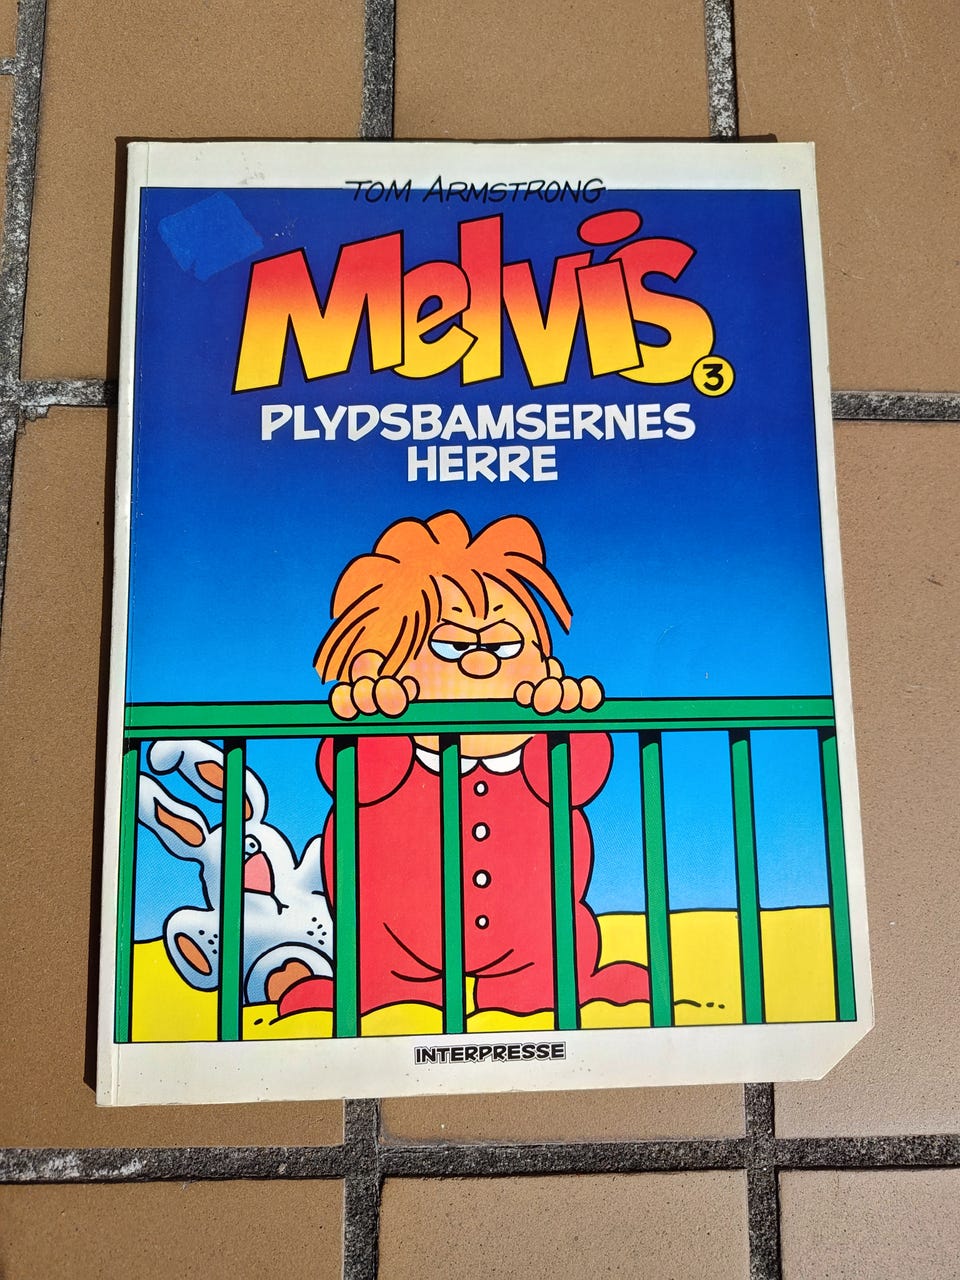 TOM ARMSTRONG
Melvis
3
PLYDSBAMSERNES
HERRE
INTERPRESSE